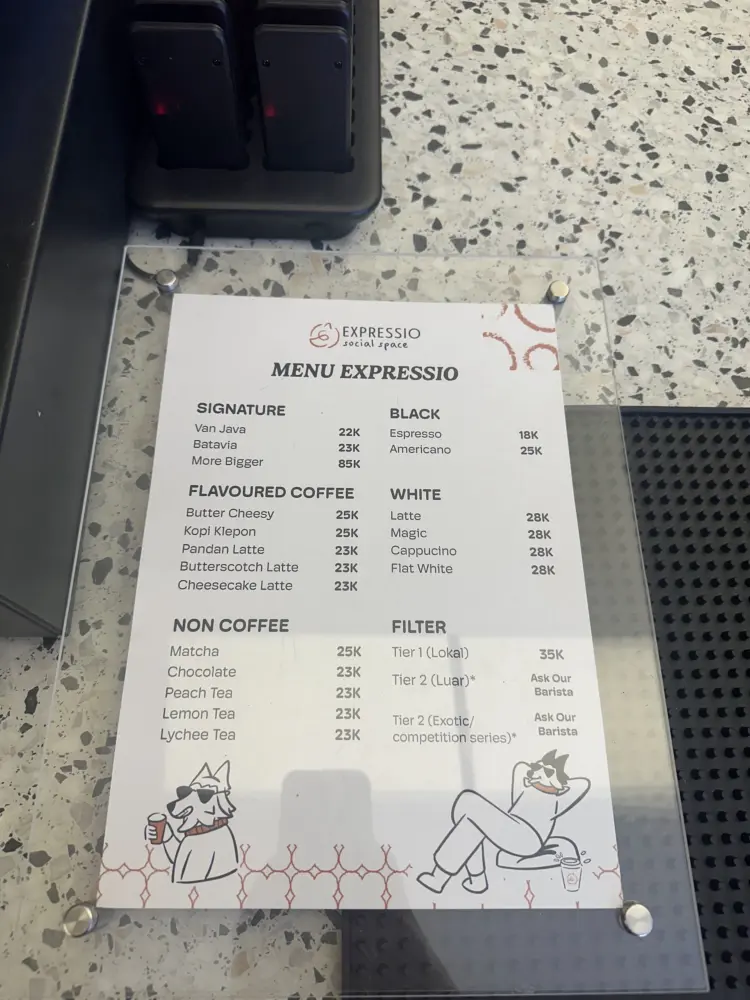 EXPRESSIO
social space
MENU EXPRESSIO
SIGNATURE
Van Java 22K
Batavia 23K
More Bigger 85K
FLAVOURED COFFEE
Butter Cheesy 25K
Kopi Klepon 25K
Pandan Latte 23K
Butterscotch Latte 23K
Cheesecake Latte 23K
NON COFFEE
Matcha 25K
Chocolate 23K
Peach Tea 23K
Lemon Tea 23K
Lychee Tea 23K
BLACK
Espresso 18K
Americano 25K
WHITE
Latte 28K
Magic 28K
Cappucino 28K
Flat White 28K
FILTER
Tier 1 (Lokal) 35K
Tier 2 (Luar)* Ask Our
Barista
Tier 2 (Exotic/ Ask Our
competition series)* Barista